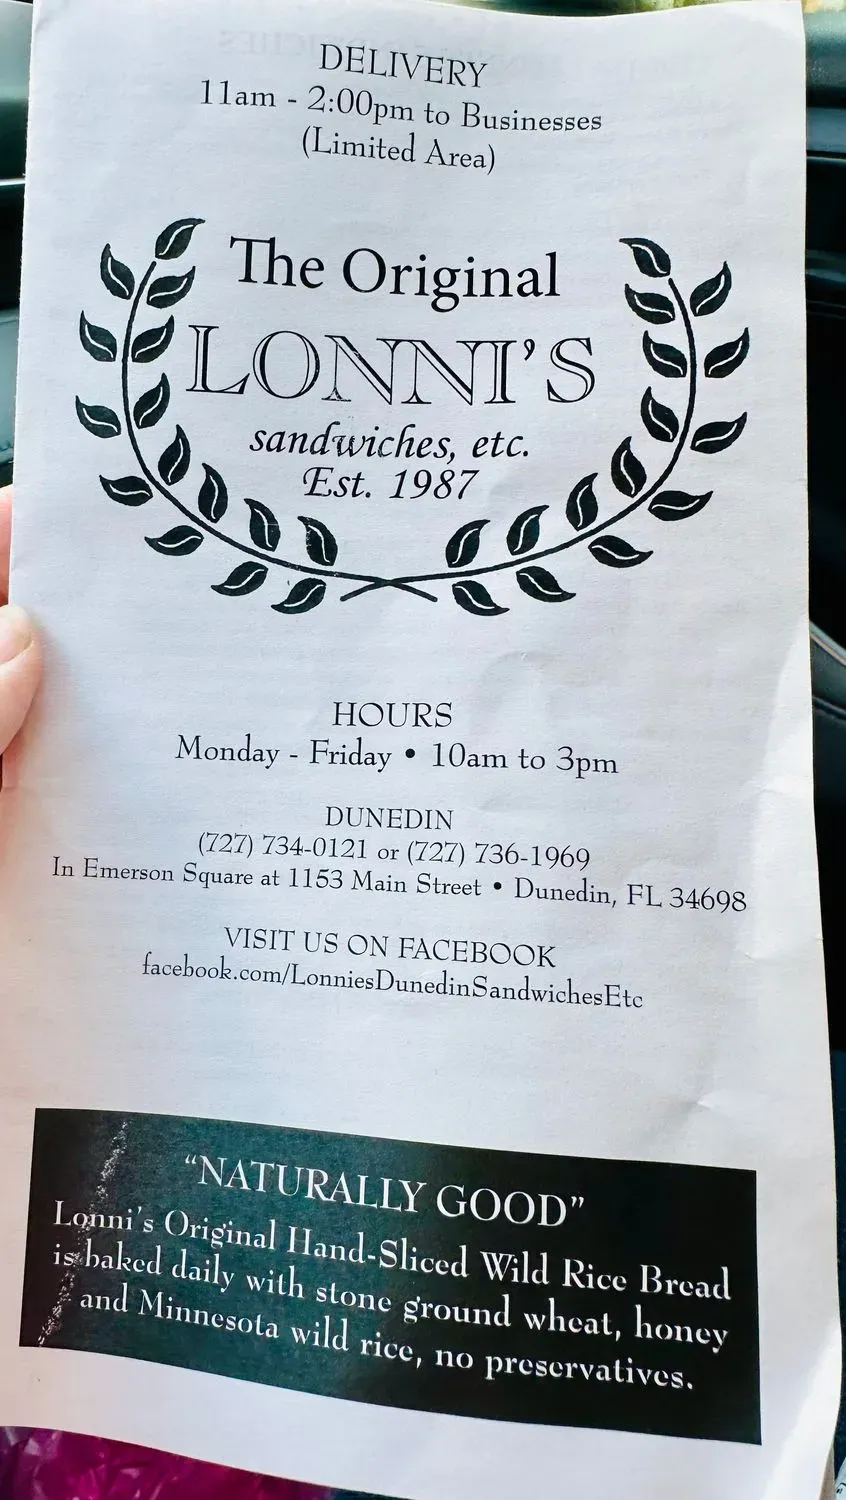 DELIVERY
11am - 2:00pm to Businesses
(Limited Area)
The Original
LONNI'S
sandwiches, etc.
Est. 1987
HOURS
Monday - Friday • 10am to 3pm
DUNEDIN
(727) 734-0121 or (727) 736-1969
In Emerson Square at 1153 Main Street • Dunedin, FL 34698
VISIT US ON FACEBOOK
facebook.com/LonniesDunedinSandwichesEtc
“NATURALLY GOOD”
Lonni's Original Hand-Sliced Wild Rice Bread
is baked daily with stone ground wheat, honey
and Minnesota wild rice, no preservatives.